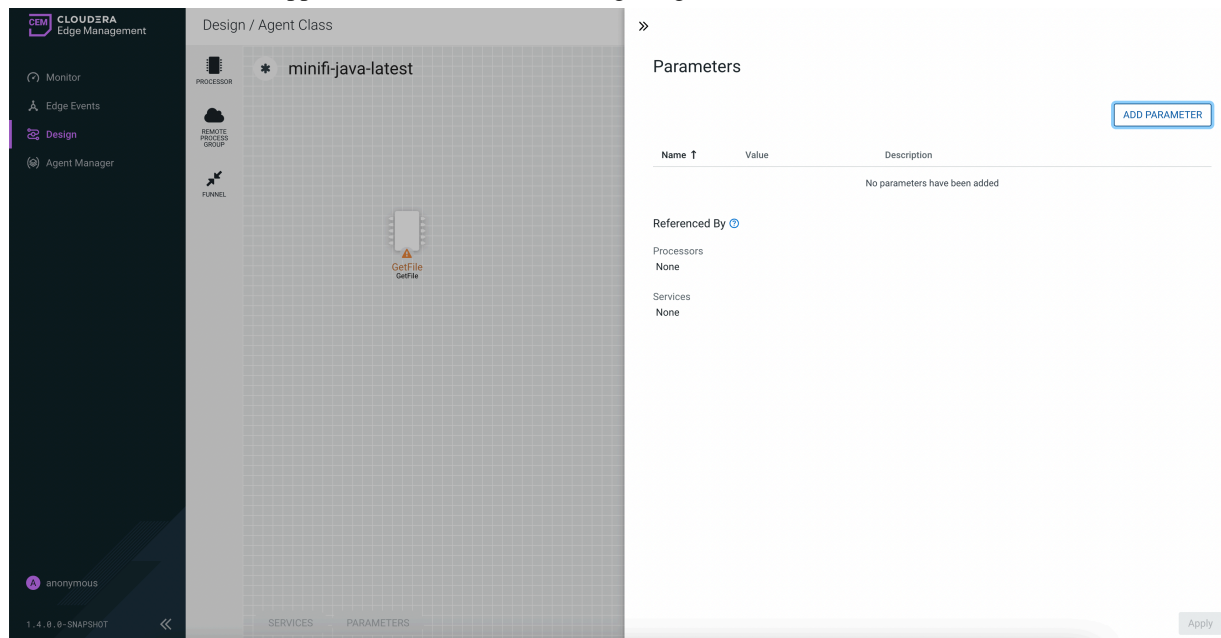 CEM CLOUDERA
Edge Management
Monitor
Edge Events
Design
Agent Manager
A anonymous
1.4.0.0-SNAPSHOT
Design / Agent Class
PROCESSOR
REMOTE
PROCESS
GROUP
FUNNEL
minifi-java-latest
GetFile
GetFile
SERVICES PARAMETERS
Parameters
ADD PARAMETER
Name ↑ Value Description
No parameters have been added
Referenced By ?
Processors
None
Services
None
Apply